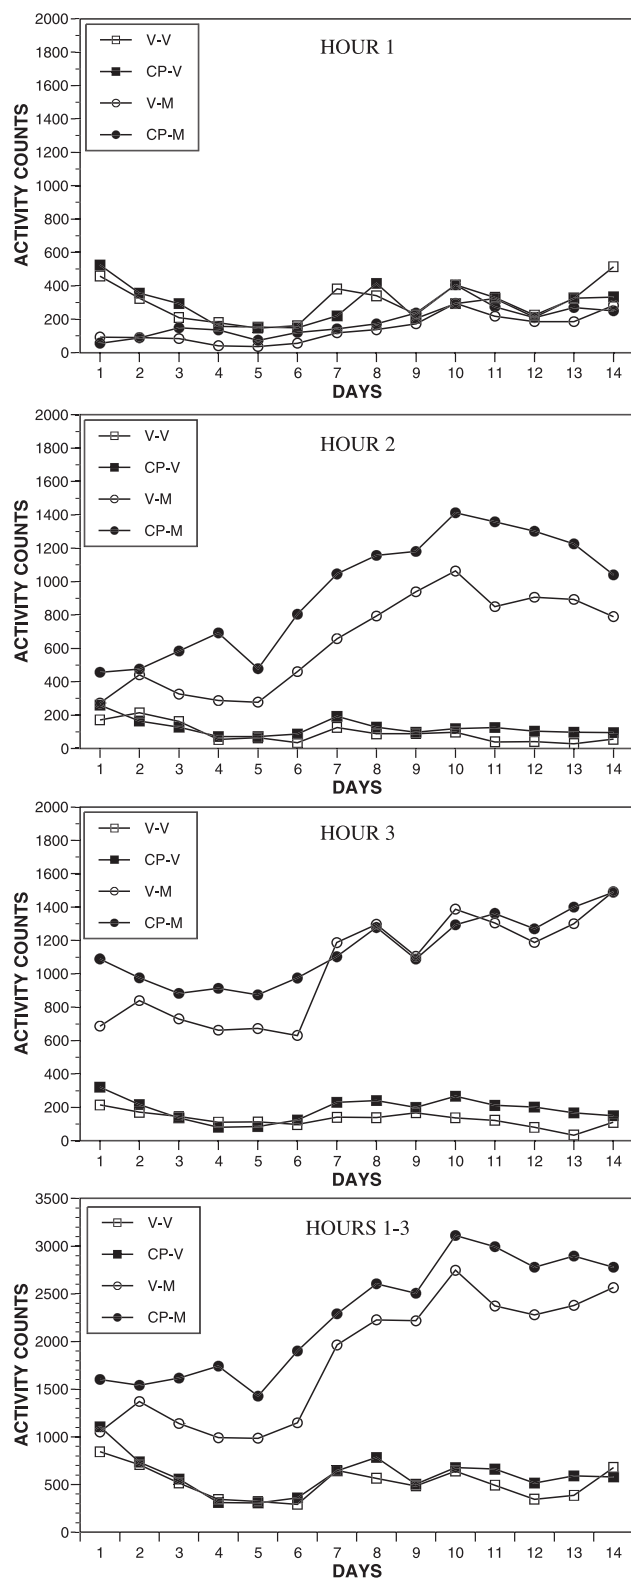 HOUR 1
V-V
CP-V
V-M
CP-M
ACTIVITY COUNTS
2000
1800
1600
1400
1200
1000
800
600
400
200
0
1 2 3 4 5 6 7 8 9 10 11 12 13 14
DAYS
HOUR 2
V-V
CP-V
V-M
CP-M
ACTIVITY COUNTS
2000
1800
1600
1400
1200
1000
800
600
400
200
0
1 2 3 4 5 6 7 8 9 10 11 12 13 14
DAYS
HOUR 3
V-V
CP-V
V-M
CP-M
ACTIVITY COUNTS
2000
1800
1600
1400
1200
1000
800
600
400
200
0
1 2 3 4 5 6 7 8 9 10 11 12 13 14
DAYS
HOURS 1-3
V-V
CP-V
V-M
CP-M
ACTIVITY COUNTS
3500
3000
2500
2000
1500
1000
500
0
1 2 3 4 5 6 7 8 9 10 11 12 13 14
DAYS